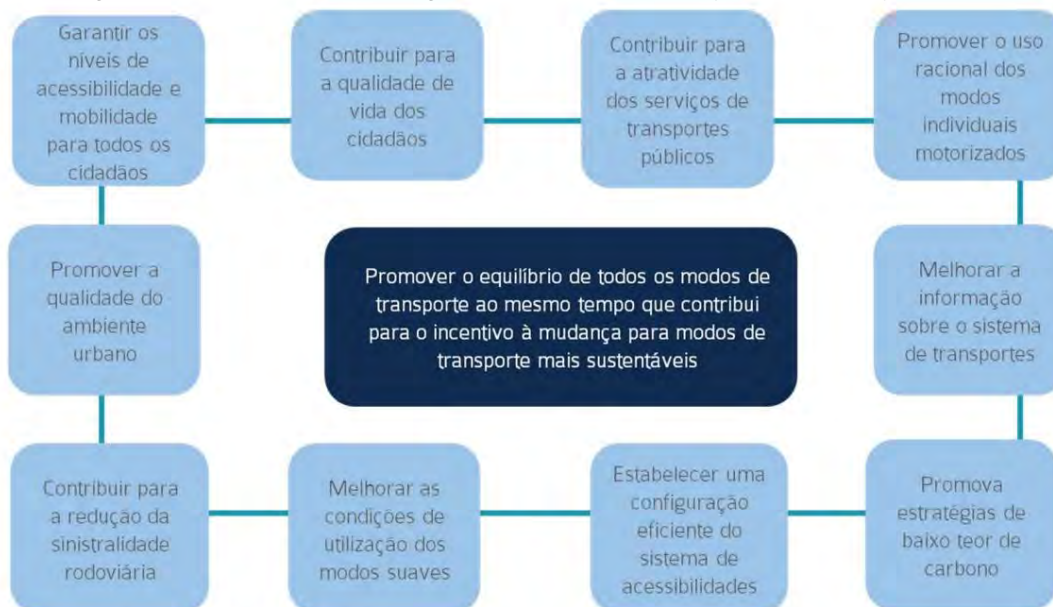 Garantir os
níveis de
acessibilidade e
mobilidade
para todos os
cidadãos
Contribuir para
a qualidade de
vida dos
cidadãos
Contribuir para
a atratividade
dos serviços de
transportes
públicos
Promover o uso
racional dos
modos
individuais
motorizados
Promover a
qualidade do
ambiente
urbano
Promover o equilíbrio de todos os modos de
transporte ao mesmo tempo que contribui
para o incentivo à mudança para modos de
transporte mais sustentáveis
Melhorar a
informação
sobre o sistema
de transportes
Contribuir para
a redução da
sinistralidade
rodoviária
Melhorar as
condições de
utilização dos
modos suaves
Estabelecer uma
configuração
eficiente do
sistema de
acessibilidades
Promova
estratégias de
baixo teor de
carbono